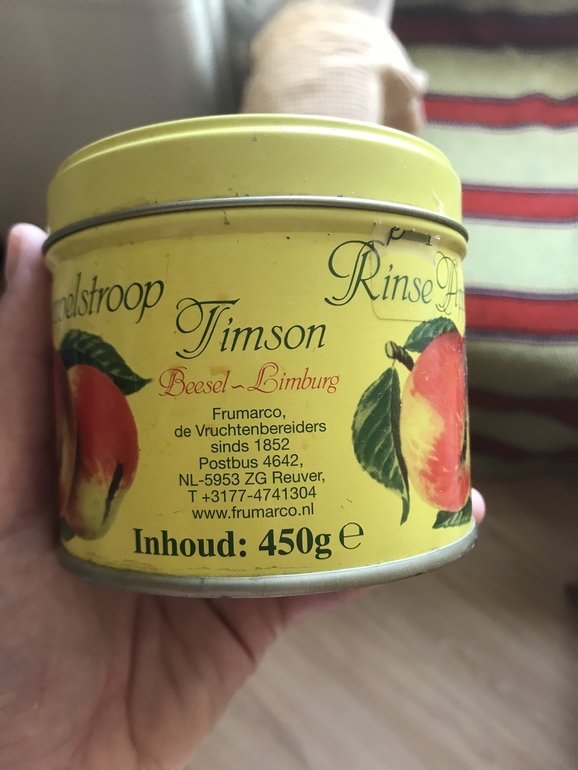 Rinse
Timson
Beesel~Limburg
Frumarco,
de Vruchtenbereiders
sinds 1852
Postbus 4642,
NL-5953 ZG Reuver,
T +3177-4741304
www.frumarco.nl
Inhoud: 450g ℮